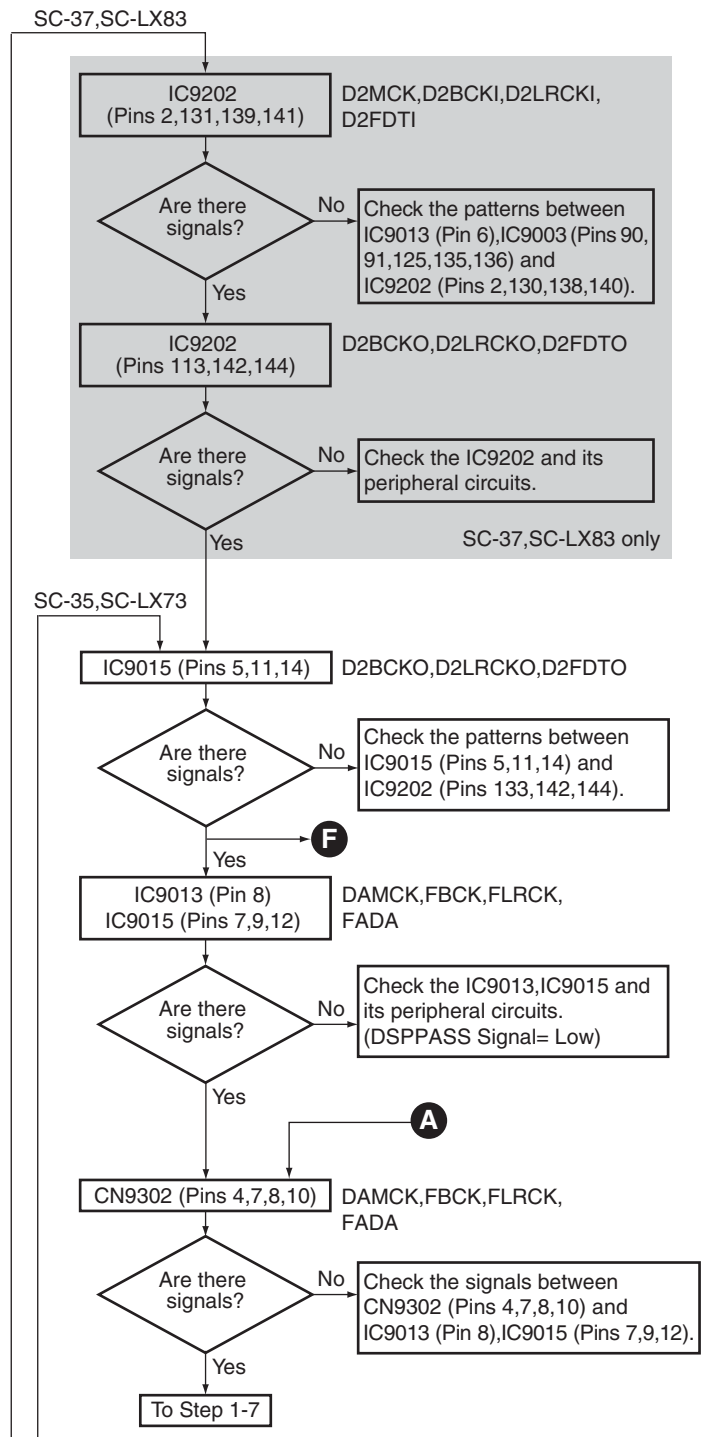 SC-37,SC-LX83
IC9202
(Pins 2,131,139,141)
D2MCK,D2BCKI,D2LRCKI,
D2FDTI
Are there
signals?
No
Check the patterns between
IC9013 (Pin 6),IC9003 (Pins 90,
91,125,135,136) and
IC9202 (Pins 2,130,138,140).
Yes
IC9202
(Pins 113,142,144)
D2BCKO,D2LRCKO,D2FDTO
Are there
signals?
No
Check the IC9202 and its
peripheral circuits.
Yes
SC-37,SC-LX83 only
SC-35,SC-LX73
IC9015 (Pins 5,11,14)
D2BCKO,D2LRCKO,D2FDTO
Are there
signals?
No
Check the patterns between
IC9015 (Pins 5,11,14) and
IC9202 (Pins 133,142,144).
F
Yes
IC9013 (Pin 8)
IC9015 (Pins 7,9,12)
DAMCK,FBCK,FLRCK,
FADA
Are there
signals?
No
Check the IC9013,IC9015 and
its peripheral circuits.
(DSPPASS Signal= Low)
Yes
A
CN9302 (Pins 4,7,8,10)
DAMCK,FBCK,FLRCK,
FADA
Are there
signals?
No
Check the signals between
CN9302 (Pins 4,7,8,10) and
IC9013 (Pin 8),IC9015 (Pins 7,9,12).
Yes
To Step 1-7